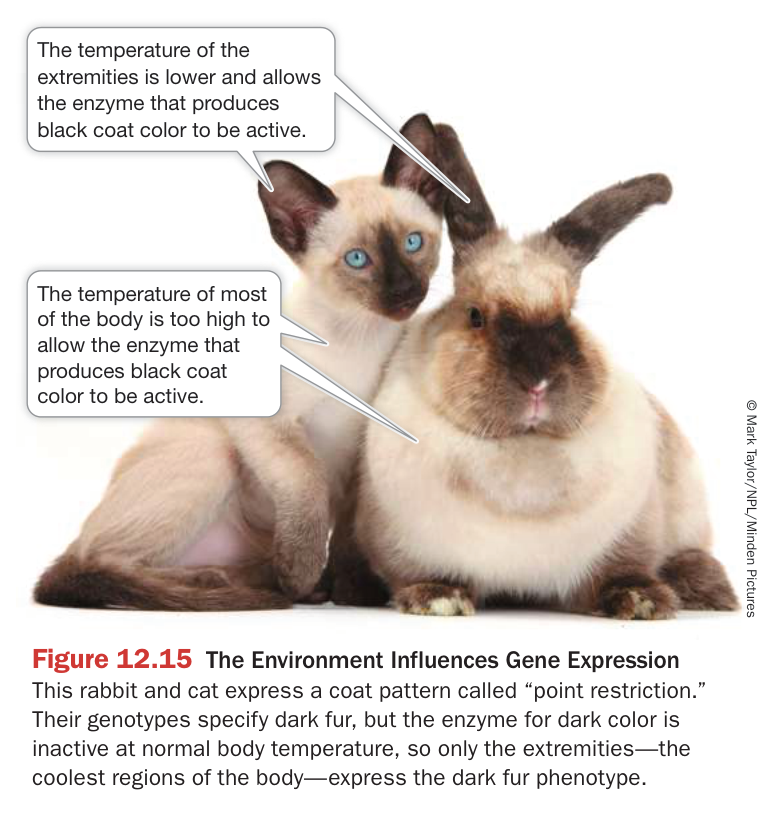 The temperature of the
extremities is lower and allows
the enzyme that produces
black coat color to be active.
The temperature of most
of the body is too high to
allow the enzyme that
produces black coat
color to be active.
© Mark Taylor/NPL/Minden Pictures
Figure 12.15 The Environment Influences Gene Expression
This rabbit and cat express a coat pattern called “point restriction.”
Their genotypes specify dark fur, but the enzyme for dark color is
inactive at normal body temperature, so only the extremities—the
coolest regions of the body—express the dark fur phenotype.